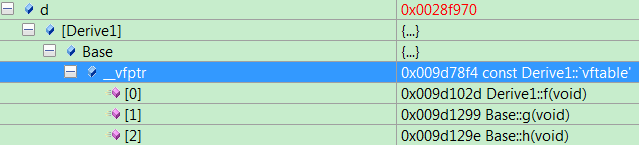 d 0x0028f970
[Derive1] {...}
Base {...}
__vfptr 0x009d78f4 const Derive1::`vftable'
[0] 0x009d102d Derive1::f(void)
[1] 0x009d1299 Base::g(void)
[2] 0x009d129e Base::h(void)